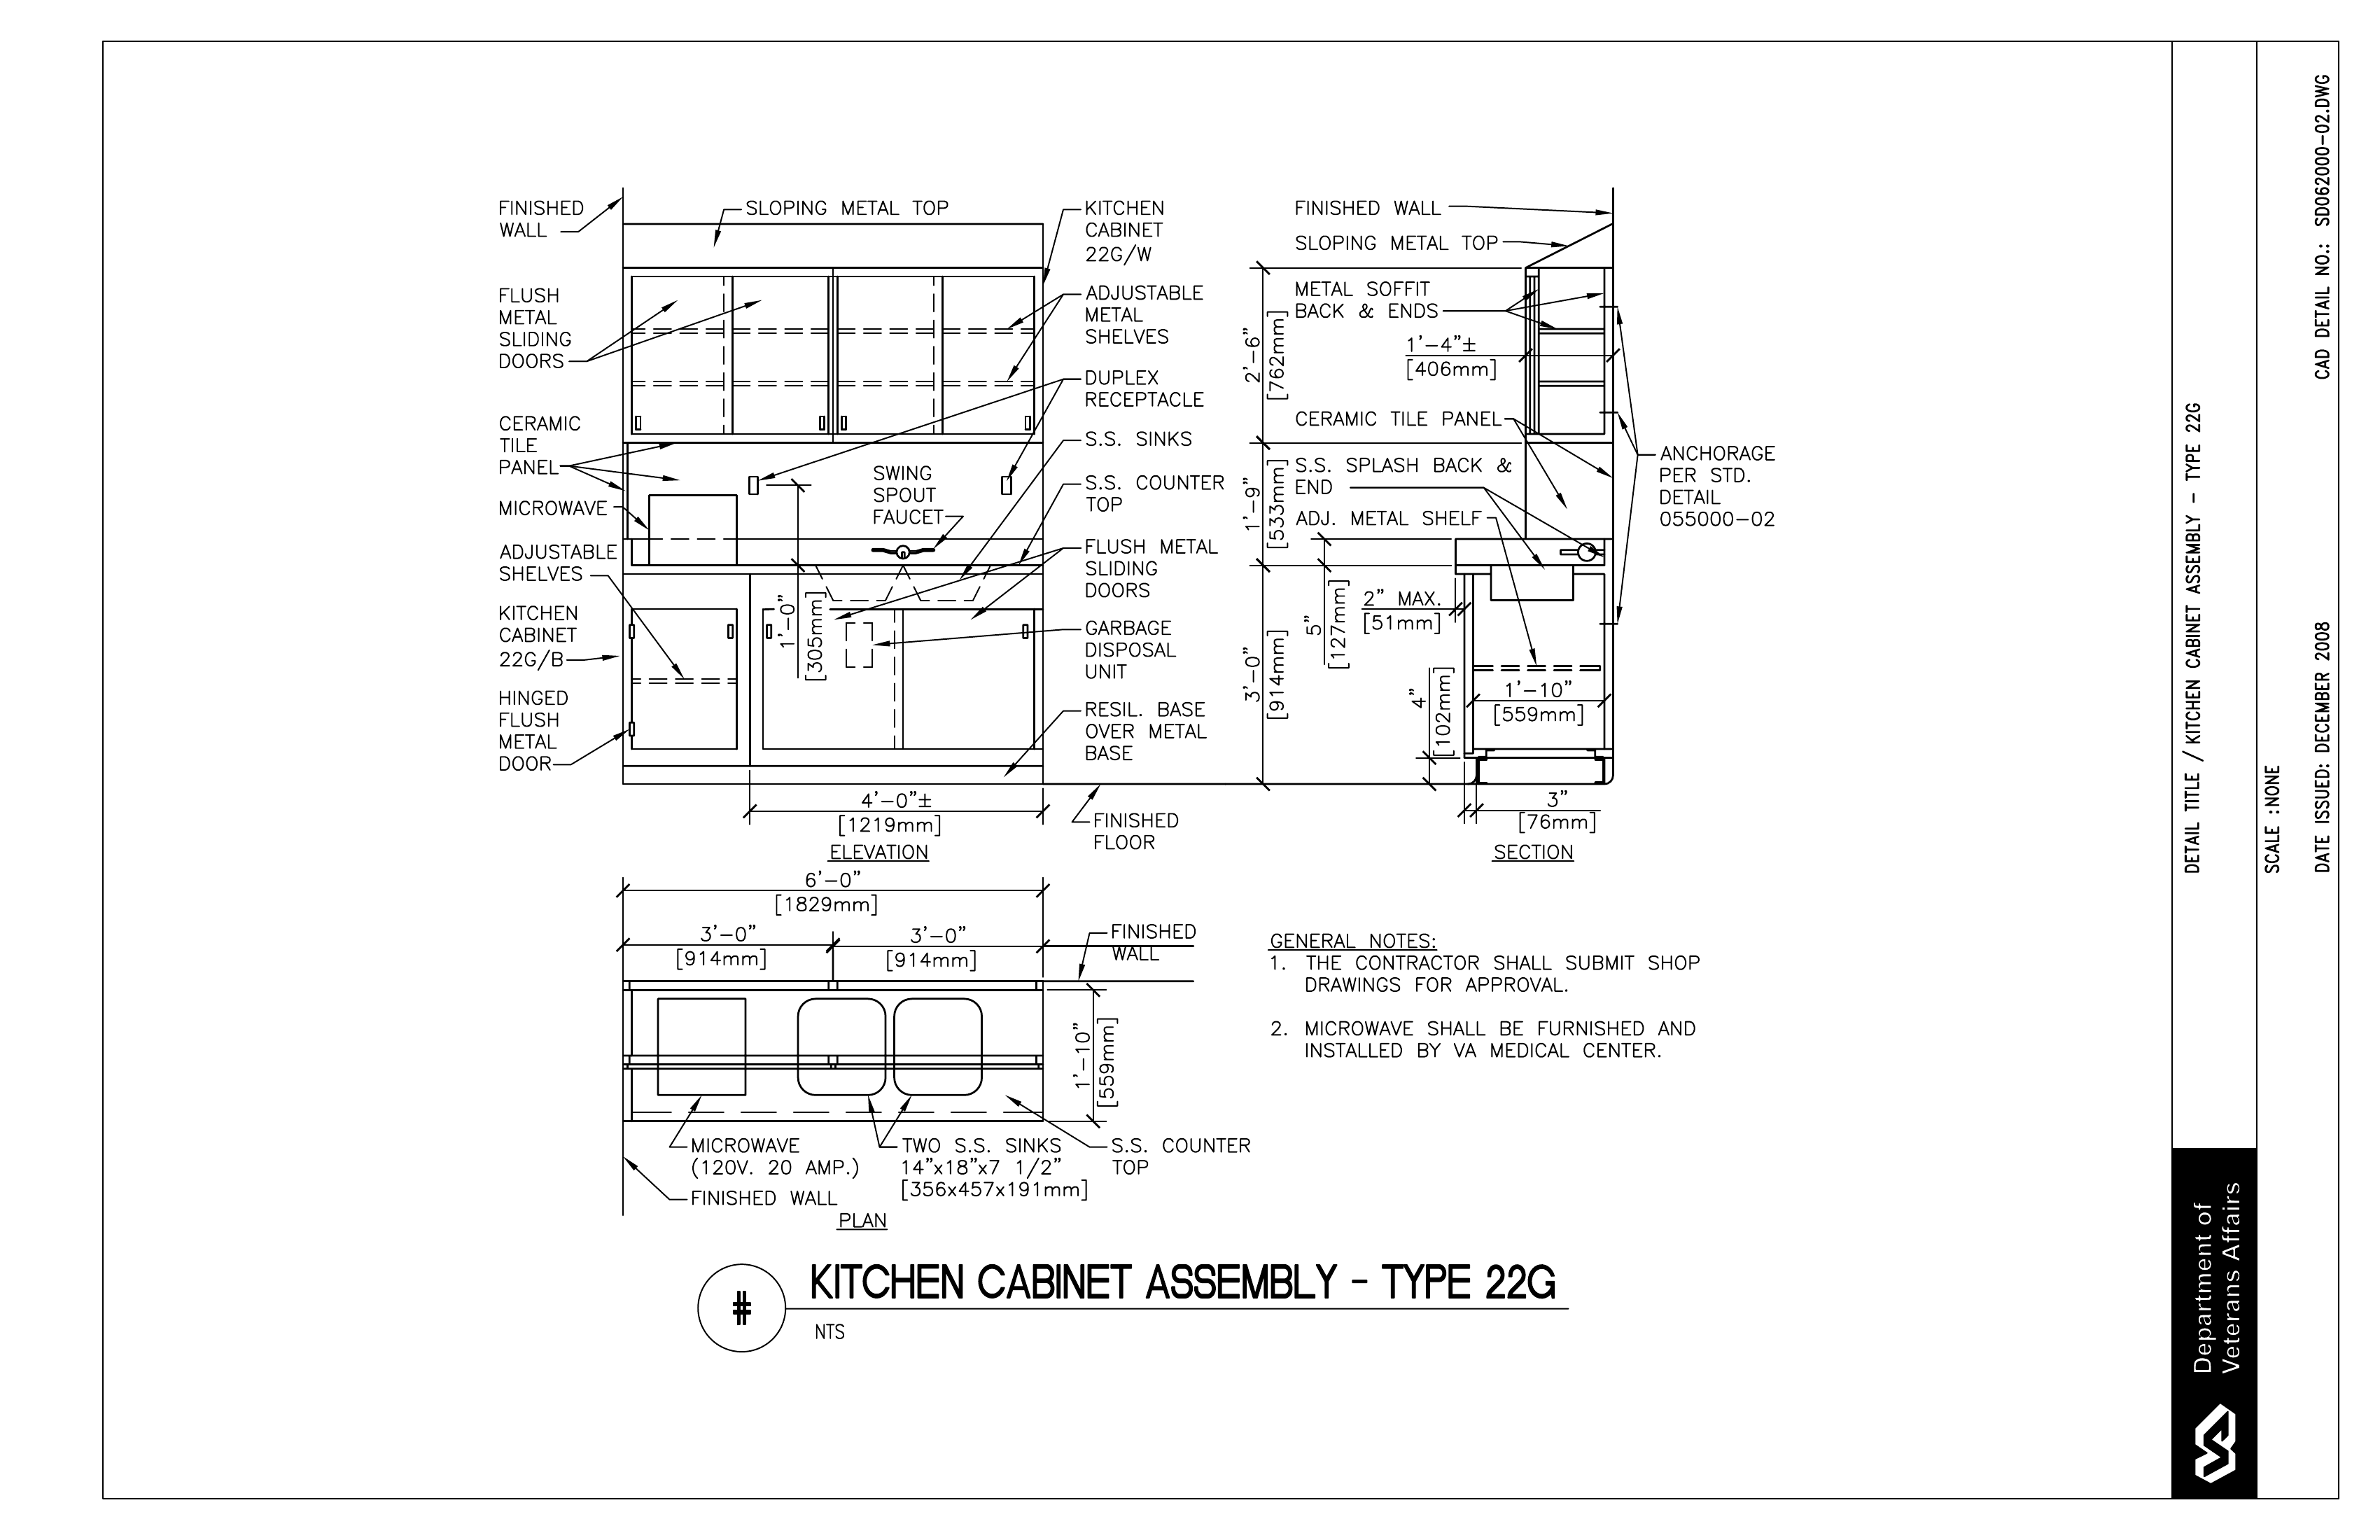 FINISHED
WALL
SLOPING METAL TOP
KITCHEN
CABINET
22G/W
FLUSH
METAL
SLIDING
DOORS
ADJUSTABLE
METAL
SHELVES
DUPLEX
RECEPTACLE
CERAMIC
TILE
PANEL
S.S. SINKS
SWING
SPOUT
FAUCET
S.S. COUNTER
TOP
MICROWAVE
ADJUSTABLE
SHELVES
FLUSH METAL
SLIDING
DOORS
KITCHEN
CABINET
22G/B
1'-0"
[305mm]
GARBAGE
DISPOSAL
UNIT
HINGED
FLUSH
METAL
DOOR
RESIL. BASE
OVER METAL
BASE
4'-0"±
[1219mm]
FINISHED
FLOOR
ELEVATION
FINISHED WALL
SLOPING METAL TOP
METAL SOFFIT
BACK & ENDS
2'-6"
[762mm]
1'-4"±
[406mm]
CERAMIC TILE PANEL
ANCHORAGE
PER STD.
DETAIL
055000-02
1'-9"
[533mm]
S.S. SPLASH BACK &
END
ADJ. METAL SHELF
5"
[127mm]
2" MAX.
[51mm]
3'-0"
[914mm]
4"
[102mm]
1'-10"
[559mm]
3"
[76mm]
SECTION
6'-0"
[1829mm]
3'-0"
[914mm]
3'-0"
[914mm]
FINISHED
WALL
1'-10"
[559mm]
MICROWAVE
(120V. 20 AMP.)
TWO S.S. SINKS
14"x18"x7 1/2"
[356x457x191mm]
S.S. COUNTER
TOP
FINISHED WALL
PLAN
GENERAL NOTES:
1. THE CONTRACTOR SHALL SUBMIT SHOP
DRAWINGS FOR APPROVAL.
2. MICROWAVE SHALL BE FURNISHED AND
INSTALLED BY VA MEDICAL CENTER.
#
KITCHEN CABINET ASSEMBLY - TYPE 22G
NTS
DETAIL TITLE / KITCHEN CABINET ASSEMBLY - TYPE 22G
SCALE :NONE
DATE ISSUED: DECEMBER 2008
CAD DETAIL NO.: SD062000-02.DWG
Department of
Veterans Affairs